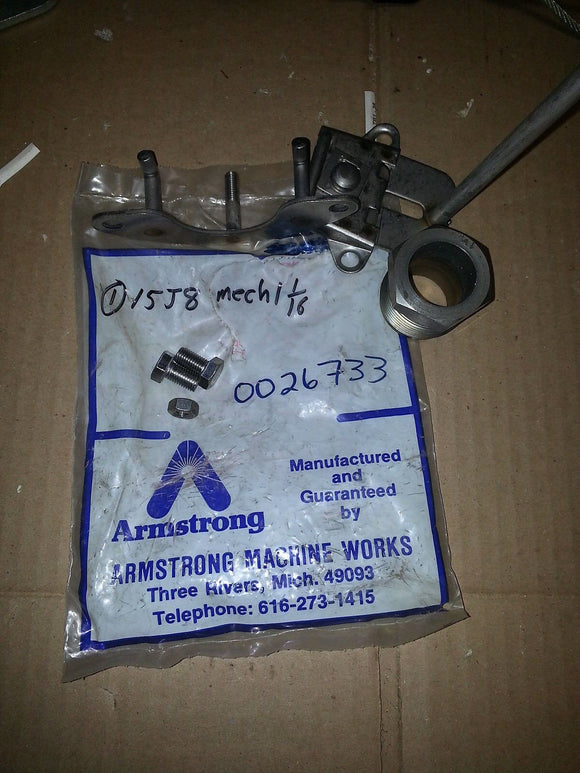 ① 15J8 mech 1 1/16
0026733
Manufactured
and
Guaranteed
by
Armstrong
ARMSTRONG MACHINE WORKS
Three Rivers, Mich. 49093
Telephone: 616-273-1415